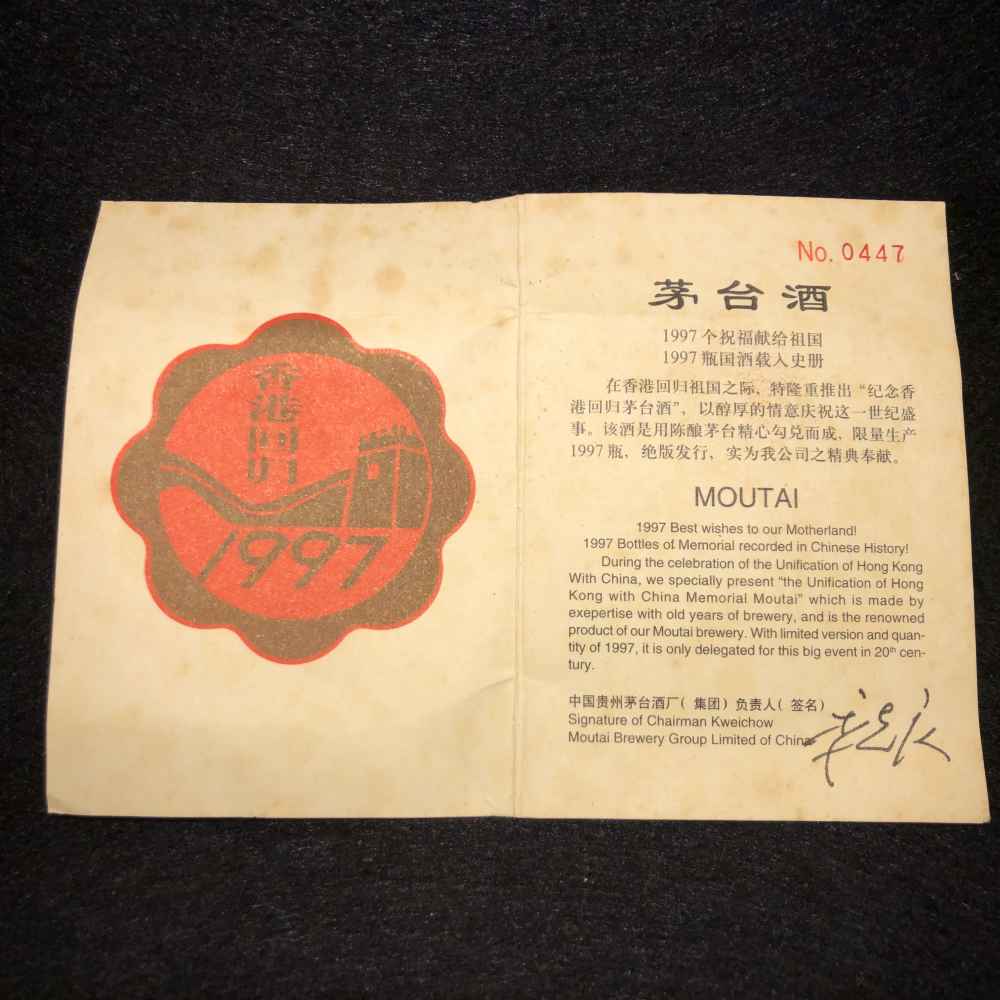 香港回归
1997
No. 0447
茅台酒
1997 个祝福献给祖国
1997 瓶国酒载入史册
在香港回归祖国之际，特隆重推出“纪念香
港回归茅台酒”，以醇厚的情意庆祝这一世纪盛
事。该酒是用陈酿茅台精心勾兑而成，限量生产
1997 瓶，绝版发行，实为我公司之精典奉献。
MOUTAI
1997 Best wishes to our Motherland!
1997 Bottles of Memorial recorded in Chinese History!
During the celebration of the Unification of Hong Kong
With China, we specially present "the Unification of Hong
Kong with China Memorial Moutai" which is made by
exepertise with old years of brewery, and is the renowned
product of our Moutai brewery. With limited version and quan-
tity of 1997, it is only delegated for this big event in 20th cen-
tury.
中国贵州茅台酒厂（集团）负责人（签名）
Signature of Chairman Kweichow
Moutai Brewery Group Limited of China